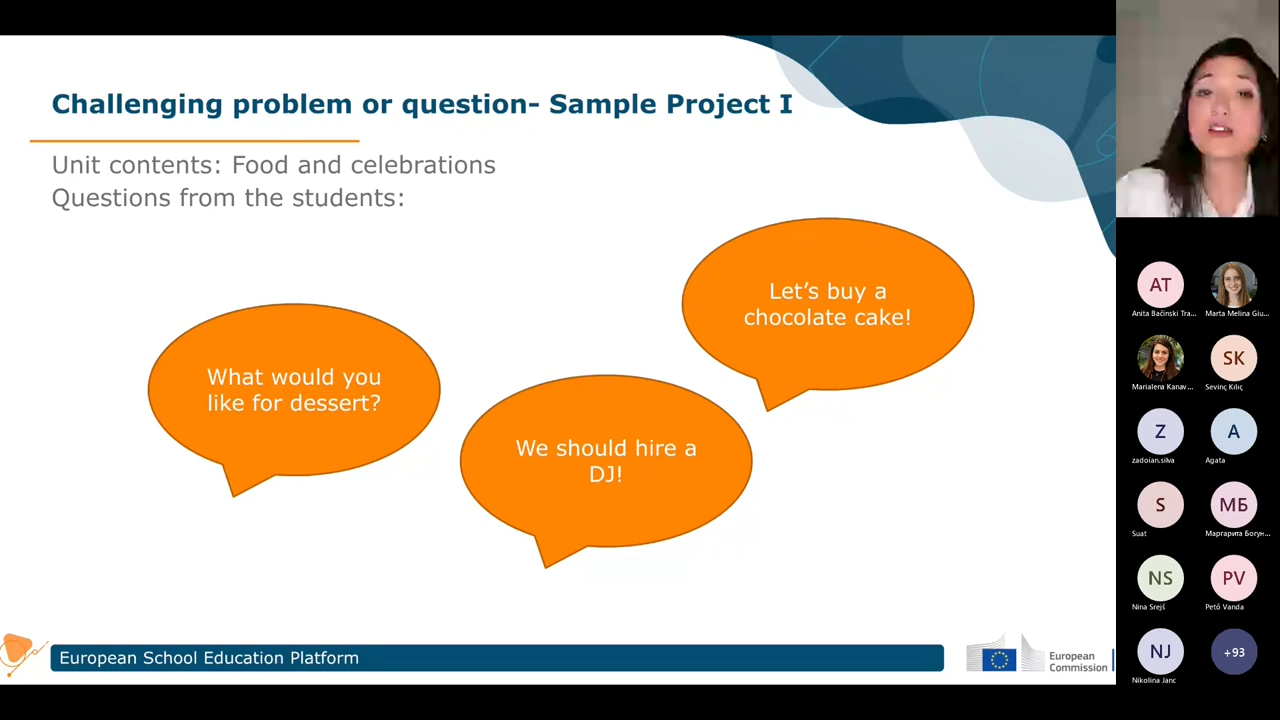 Challenging problem or question- Sample Project I
Unit contents: Food and celebrations
Questions from the students:
Let’s buy a
chocolate cake!
What would you
like for dessert?
We should hire a
DJ!
European School Education Platform
European
Commission
AT
Anita Bačinski Tra...
Marta Melina Giu...
Marialena Kanav...
SK
Sevinç Kılıç
Z
zadoian.silva
A
Agata
S
Suat
МБ
Маргарита Богун...
NS
Nina Srejš
PV
Pető Vanda
NJ
Nikolina Janc
+93